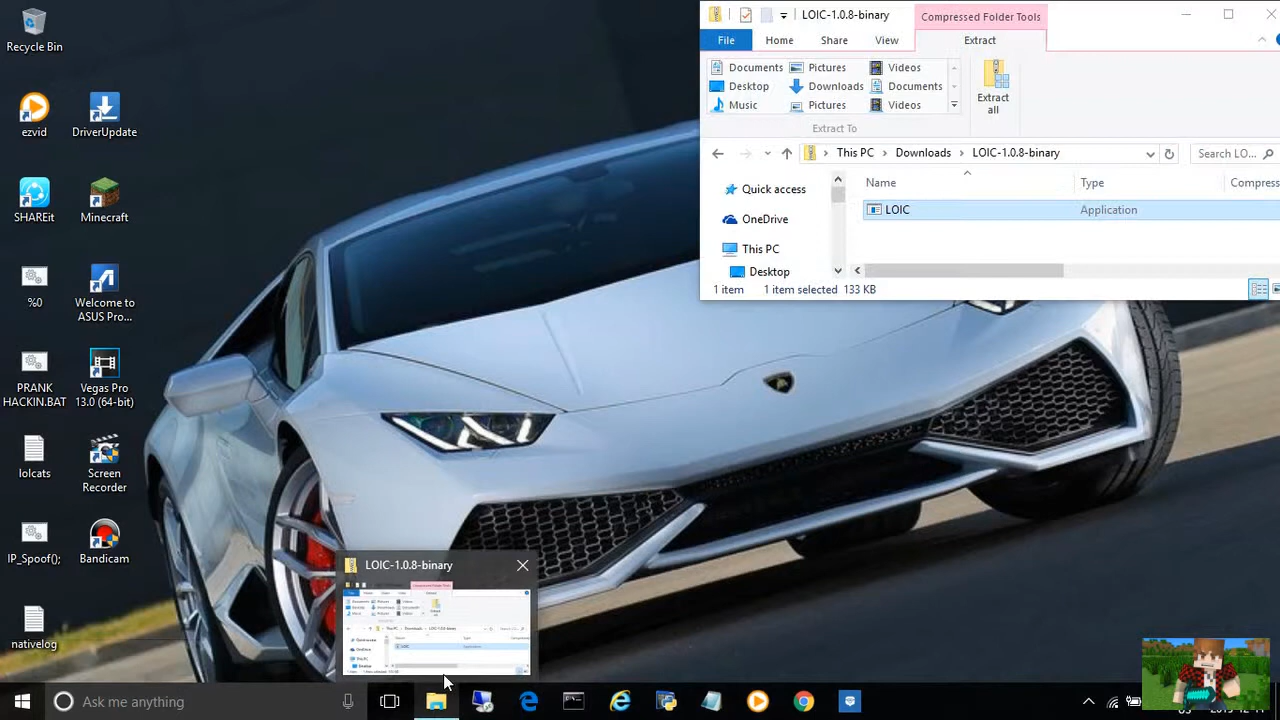 Recycle Bin
ezvid
DriverUpdate
SHAREit
Minecraft
%0
Welcome to
ASUS Pro...
PRANK
HACKIN.BAT
Vegas Pro
13.0 (64-bit)
lolcats
Screen
Recorder
IP_Spoof();
Bandicam
nativelog
LOIC-1.0.8-binary
Compressed Folder Tools
File
Home
Share
View
Extract
Documents
Pictures
Videos
Desktop
Downloads
Documents
Music
Pictures
Videos
Extract
all
Extract To
This PC
Downloads
LOIC-1.0.8-binary
Search LO...
Name
Type
Compress
Quick access
OneDrive
This PC
Desktop
LOIC
Application
1 item
1 item selected 133 KB
LOIC-1.0.8-binary
Ask me anything